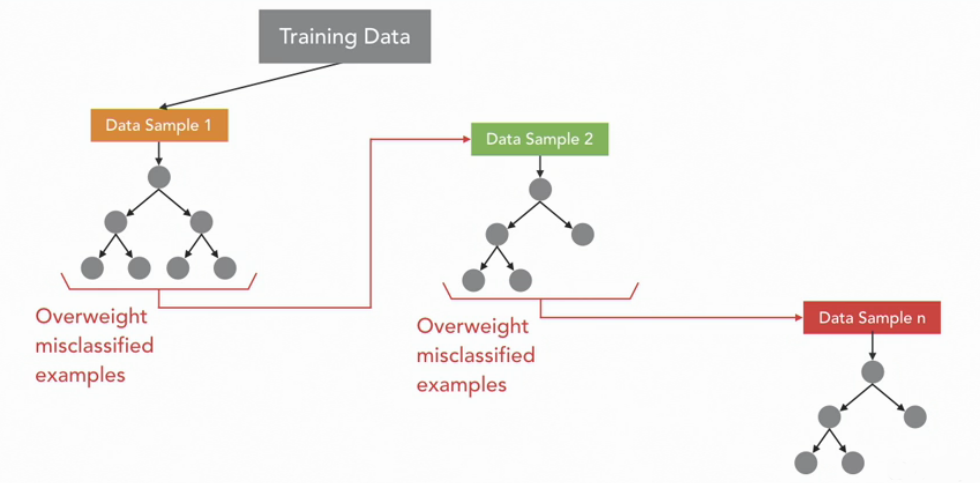 Training Data
Data Sample 1
Data Sample 2
Overweight
misclassified
examples
Overweight
misclassified
examples
Data Sample n